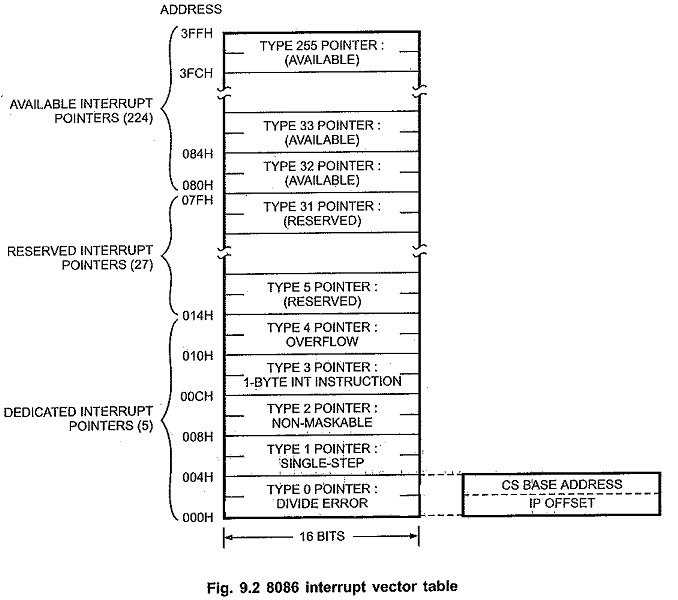 ADDRESS
3FFH
TYPE 255 POINTER :
(AVAILABLE)
3FCH
AVAILABLE INTERRUPT
POINTERS (224)
TYPE 33 POINTER :
(AVAILABLE)
084H
TYPE 32 POINTER :
(AVAILABLE)
080H
07FH
TYPE 31 POINTER :
(RESERVED)
RESERVED INTERRUPT
POINTERS (27)
TYPE 5 POINTER :
(RESERVED)
014H
TYPE 4 POINTER :
OVERFLOW
010H
TYPE 3 POINTER :
1-BYTE INT INSTRUCTION
00CH
DEDICATED INTERRUPT
POINTERS (5)
TYPE 2 POINTER :
NON-MASKABLE
008H
TYPE 1 POINTER :
SINGLE-STEP
004H
TYPE 0 POINTER :
DIVIDE ERROR
000H
CS BASE ADDRESS
IP OFFSET
16 BITS
Fig. 9.2 8086 interrupt vector table